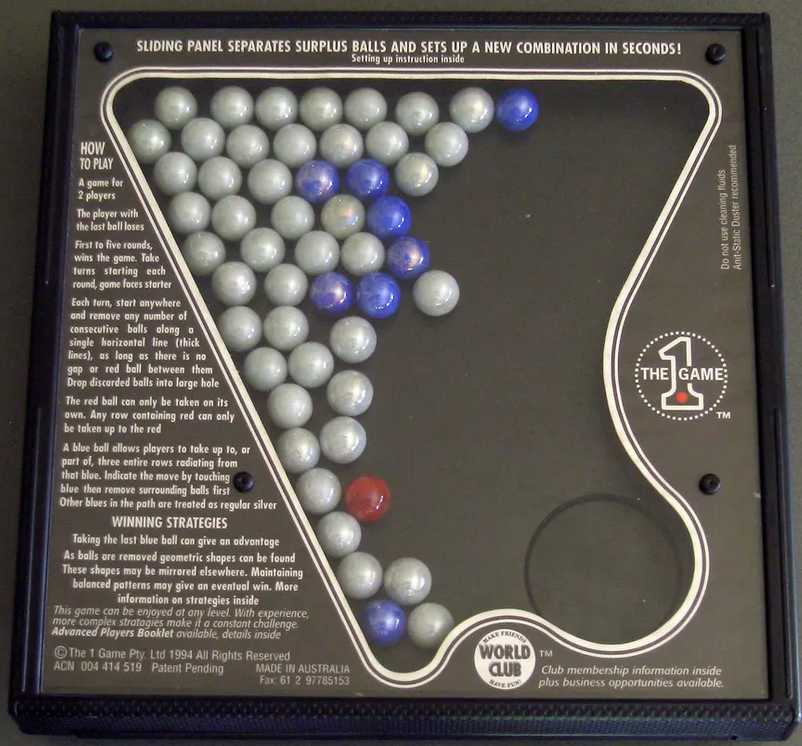 SLIDING PANEL SEPARATES SURPLUS BALLS AND SETS UP A NEW COMBINATION IN SECONDS!
Setting up instruction inside
HOW
TO PLAY
A game for
2 players
The player with
the last ball loses
First to five rounds,
wins the game. Take
turns starting each
round, game faces starter
Each turn, start anywhere
and remove any number of
consecutive balls along a
single horizontal line (thick
lines), as long as there is no
gap or red ball between them
Drop discarded balls into large hole
The red ball can only be taken on its
own. Any row containing red can only
be taken up to the red
A blue ball allows players to take up to, or
part of, three entire rows radiating from
that blue. Indicate the move by touching
blue then remove surrounding balls first
Other blues in the path are treated as regular silver
WINNING STRATEGIES
Taking the last blue ball can give an advantage
As balls are removed geometric shapes can be found
These shapes may be mirrored elsewhere. Maintaining
balanced patterns may give an eventual win. More
information on strategies inside
This game can be enjoyed at any level. With experience,
more complex stratagies make it a constant challenge.
Advanced Players Booklet available, details inside
©The 1 Game Pty. Ltd 1994 All Rights Reserved
ACN 004 414 519 Patent Pending
MADE IN AUSTRALIA
Fax: 61 2 97785153
Do not use cleaning fluids
Anit-Static Duster recommended
THE 1 GAME
TM
MAKE FRIENDS
WORLD
CLUB
HAVE FUN!
TM
Club membership information inside
plus business opportunities available.